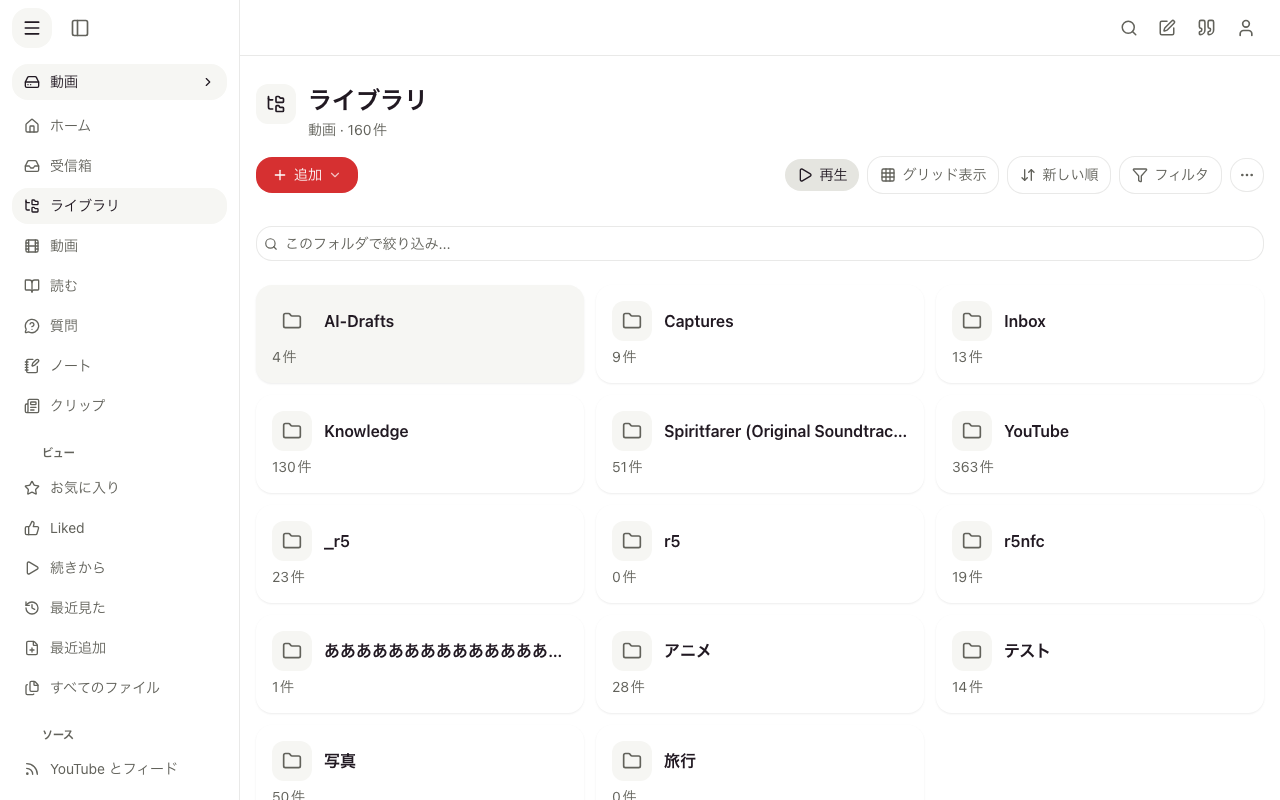 動画
ホーム
受信箱
ライブラリ
動画
読む
質問
ノート
クリップ
ビュー
お気に入り
Liked
続きから
最近見た
最近追加
すべてのファイル
ソース
YouTube とフィード
ライブラリ
動画 · 160件
追加
再生
グリッド表示
新しい順
フィルタ
このフォルダで絞り込み...
AI-Drafts
4件
Captures
9件
Inbox
13件
Knowledge
130件
Spiritfarer (Original Soundtrac...
51件
YouTube
363件
_r5
23件
r5
0件
r5nfc
19件
ああああああああああああああ...
1件
アニメ
28件
テスト
14件
写真
50件
旅行
0件